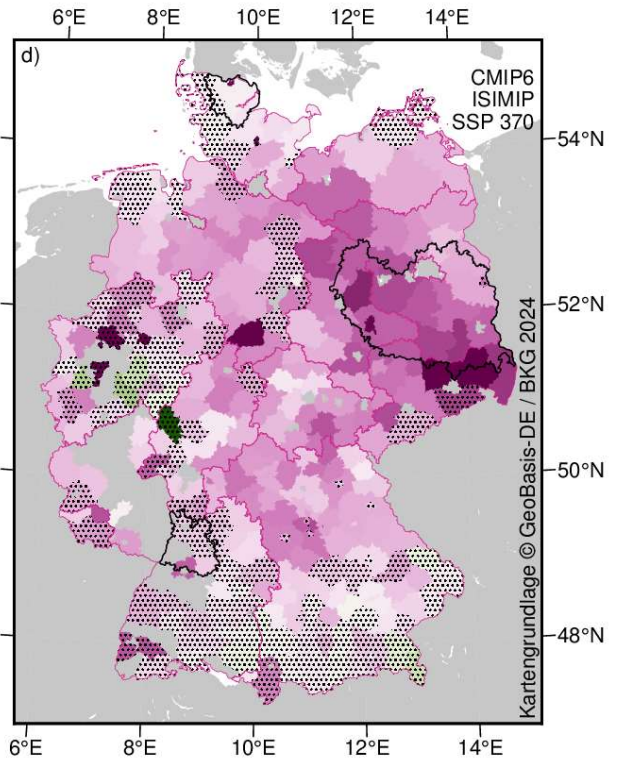 6°E 8°E 10°E 12°E 14°E
d)
CMIP6
ISIMIP
SSP 370
54°N
52°N
50°N
48°N
Kartengrundlage © GeoBasis-DE / BKG 2024
6°E 8°E 10°E 12°E 14°E